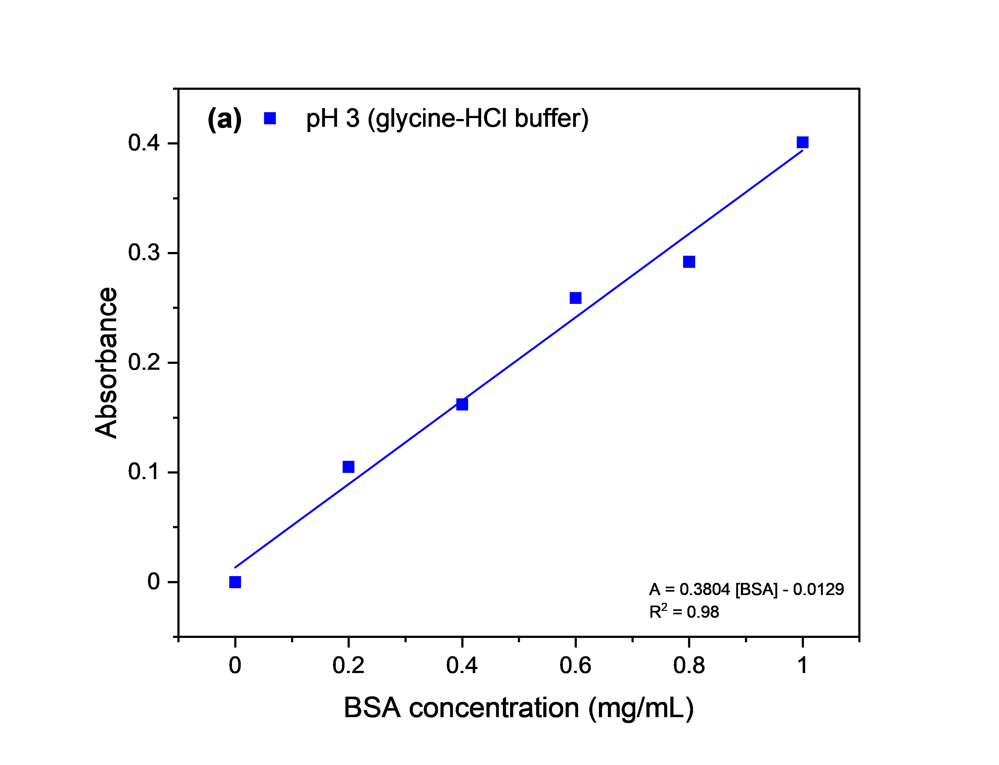 (a) pH 3 (glycine-HCl buffer)
0.4
0.3
0.2
0.1
0
Absorbance
A = 0.3804 [BSA] - 0.0129
R² = 0.98
0 0.2 0.4 0.6 0.8 1
BSA concentration (mg/mL)